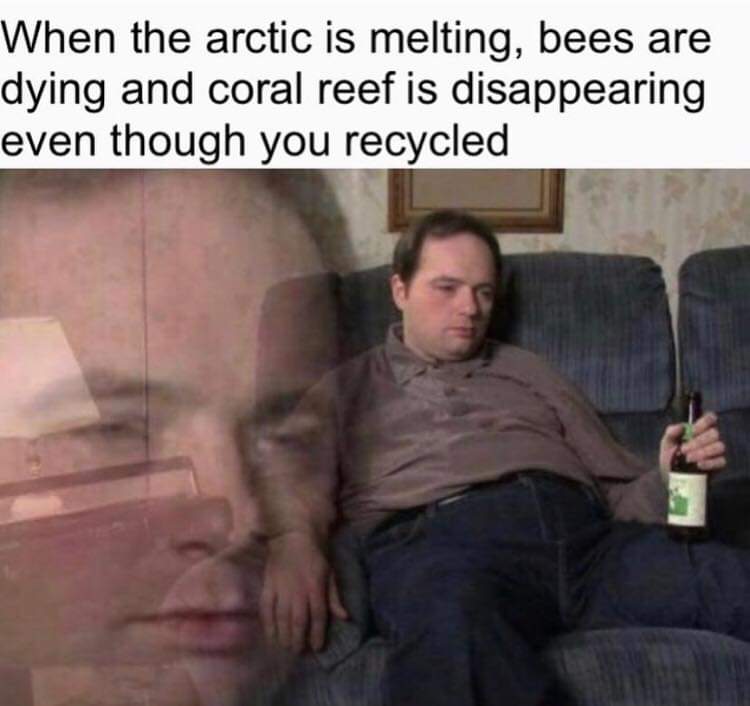 When the arctic is melting, bees are
dying and coral reef is disappearing
even though you recycled